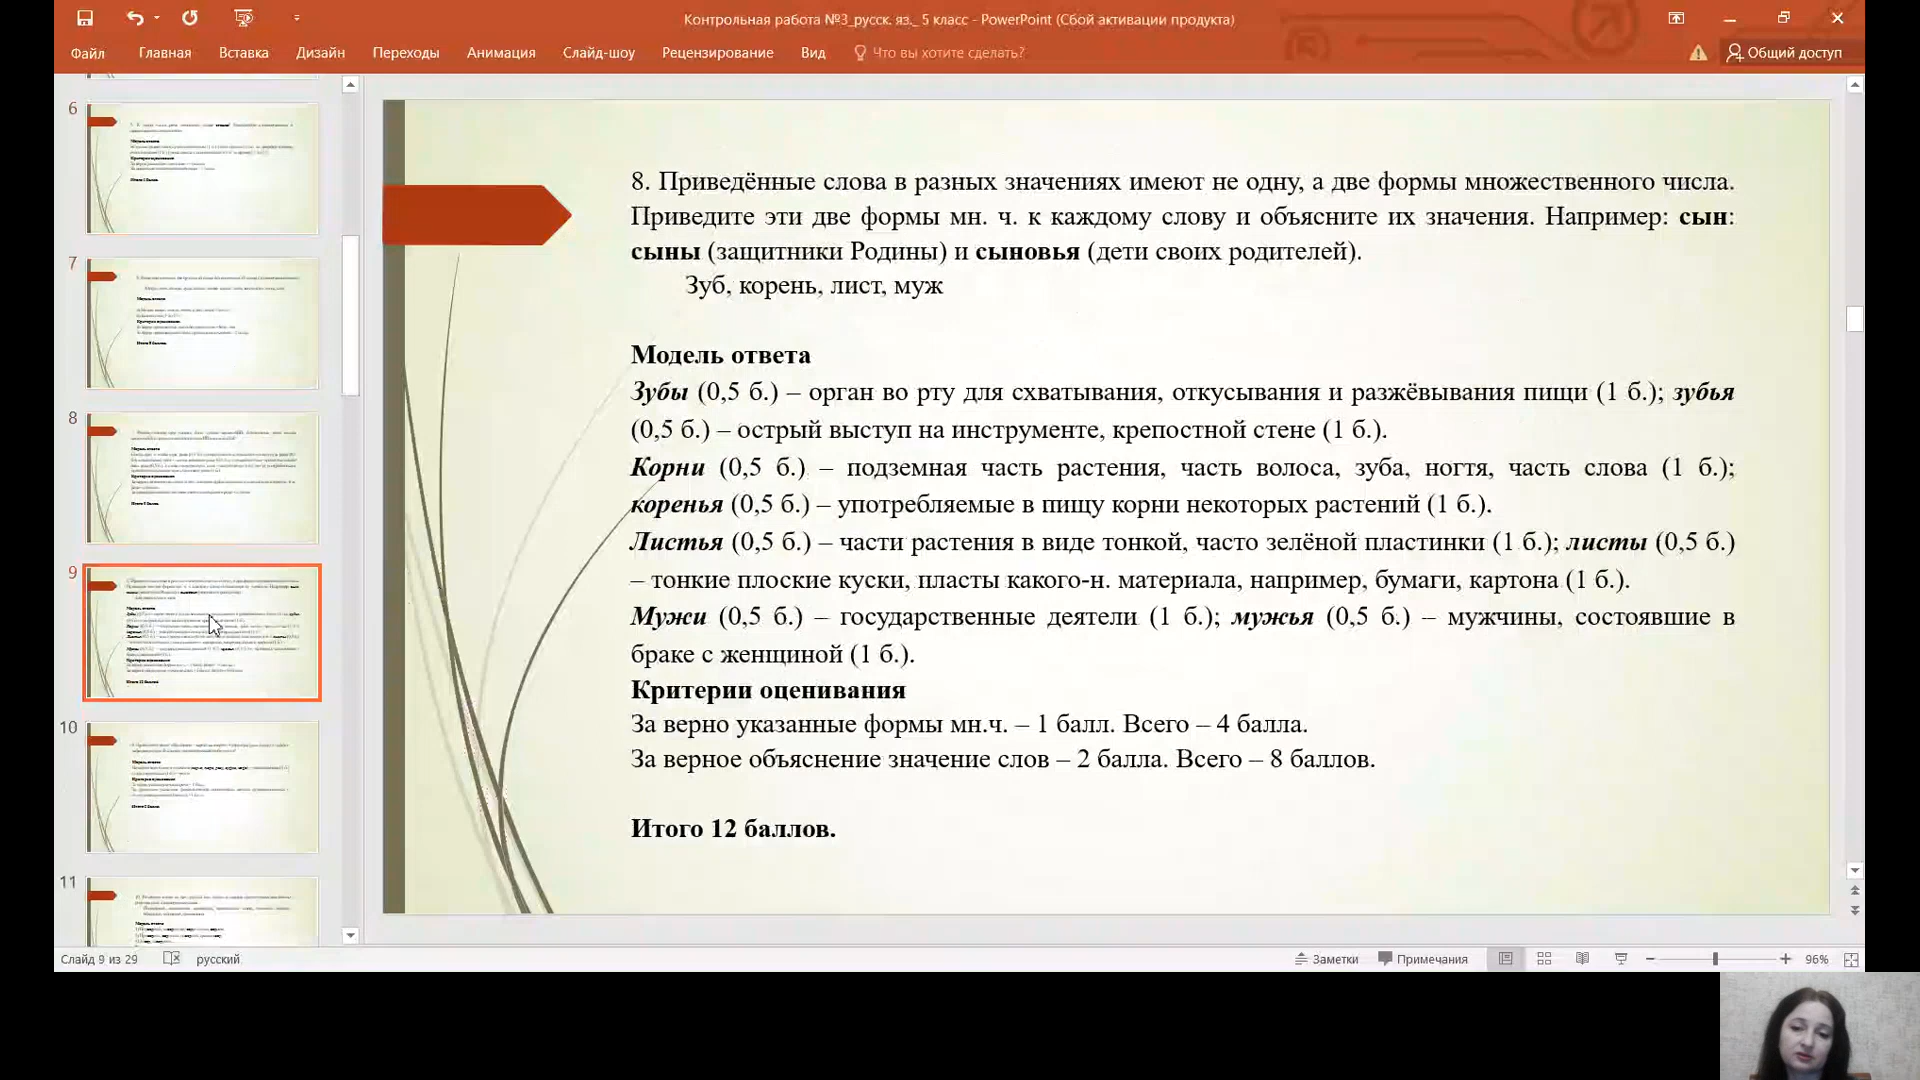 Контрольная работа №3_русск. яз._ 5 класс - PowerPoint (Сбой активации продукта)
Файл Главная Вставка Дизайн Переходы Анимация Слайд-шоу Рецензирование Вид Что вы хотите сделать? Общий доступ
6
7
8
9
10
11
8. Приведённые слова в разных значениях имеют не одну, а две формы множественного числа.
Приведите эти две формы мн. ч. к каждому слову и объясните их значения. Например: сын:
сыны (защитники Родины) и сыновья (дети своих родителей).
Зуб, корень, лист, муж
Модель ответа
Зубы (0,5 б.) – орган во рту для схватывания, откусывания и разжёвывания пищи (1 б.); зубья
(0,5 б.) – острый выступ на инструменте, крепостной стене (1 б.).
Корни (0,5 б.) – подземная часть растения, часть волоса, зуба, ногтя, часть слова (1 б.);
коренья (0,5 б.) – употребляемые в пищу корни некоторых растений (1 б.).
Листья (0,5 б.) – части растения в виде тонкой, часто зелёной пластинки (1 б.); листы (0,5 б.)
– тонкие плоские куски, пласты какого-н. материала, например, бумаги, картона (1 б.).
Мужи (0,5 б.) – государственные деятели (1 б.); мужья (0,5 б.) – мужчины, состоявшие в
браке с женщиной (1 б.).
Критерии оценивания
За верно указанные формы мн.ч. – 1 балл. Всего – 4 балла.
За верное объяснение значение слов – 2 балла. Всего – 8 баллов.
Итого 12 баллов.
Слайд 9 из 29 русский Заметки Примечания 96%